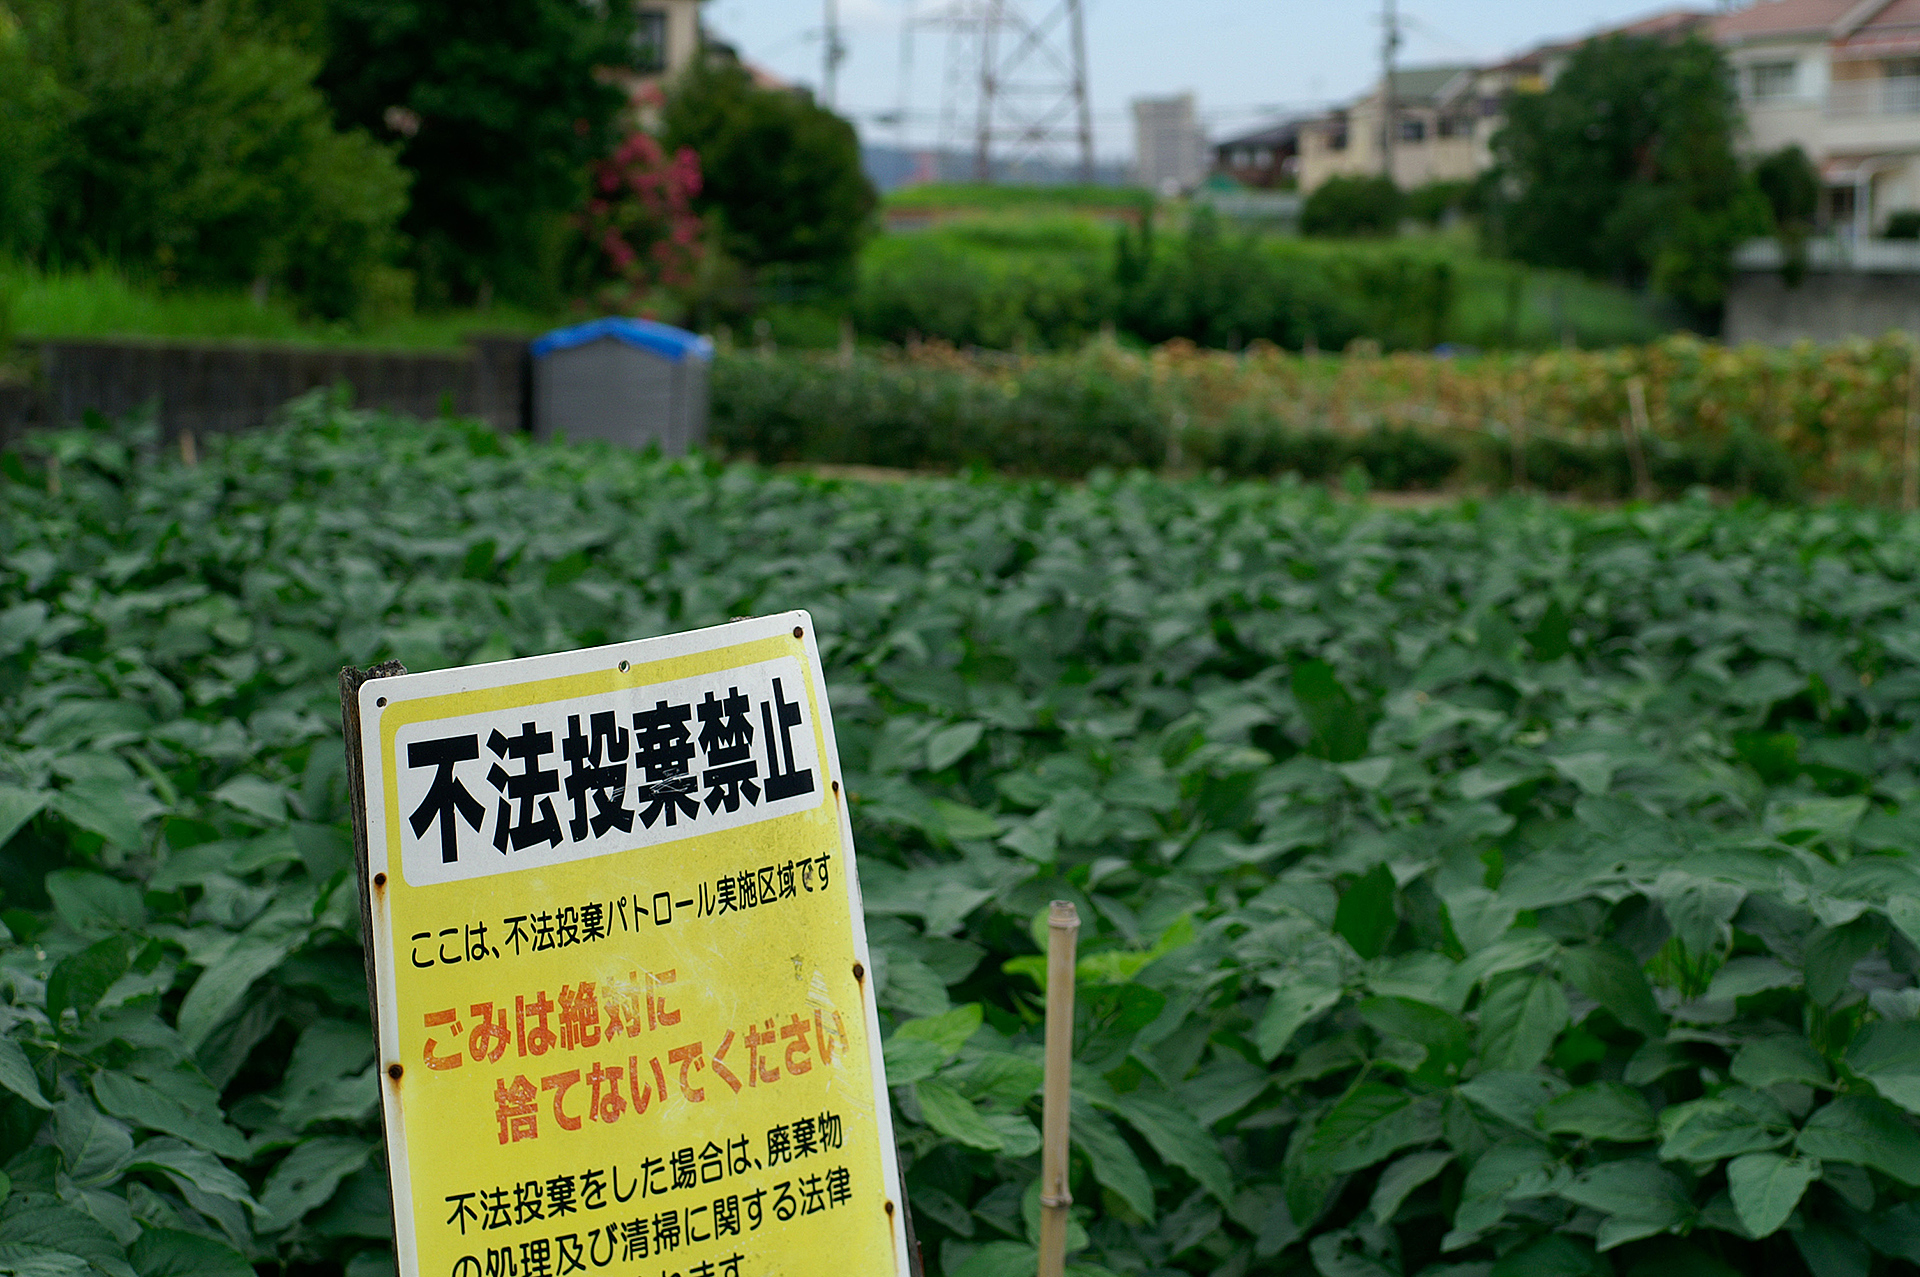 不法投棄禁止
ここは、不法投棄パトロール実施区域です
ごみは絶対に
捨てないでください
不法投棄をした場合は、廃棄物
の処理及び清掃に関する法律
れます